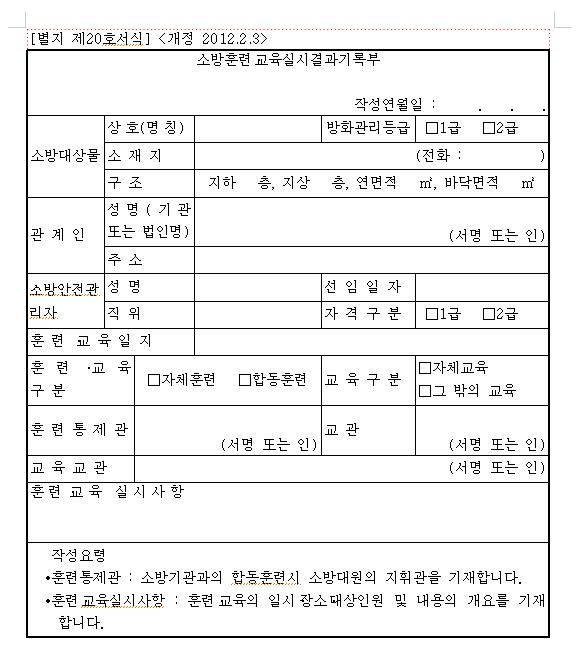 [별지 제20호서식] <개정 2012.2.3>
소방훈련 교육실시결과기록부
작성연월일 : . . .
소방대상물 상 호(명 칭) 방화관리등급 □1급 □2급
소 재 지 (전화 : )
구 조 지하 층, 지상 층, 연면적 ㎡, 바닥면적 ㎡
관 계 인 성 명 ( 기 관
또는 법인명) (서명 또는 인)
주 소
소방안전관
리자 성 명 선 임 일 자
직 위 자 격 구 분 □1급 □2급
훈 련 교 육 일 지
훈 련 ·교 육
구 분 □자체훈련 □합동훈련 교 육 구 분 □자체교육
□그 밖의 교육
훈 련 통 제 관 (서명 또는 인) 교 관 (서명 또는 인)
교 육 교 관 (서명 또는 인)
훈 련 교 육 실 시 사 항
작성요령
•훈련통제관 : 소방기관과의 합동훈련시 소방대원의 지휘관을 기재합니다.
•훈련 교육실시사항 : 훈련 교육의 일시 장소 대상인원 및 내용의 개요를 기재
합니다.